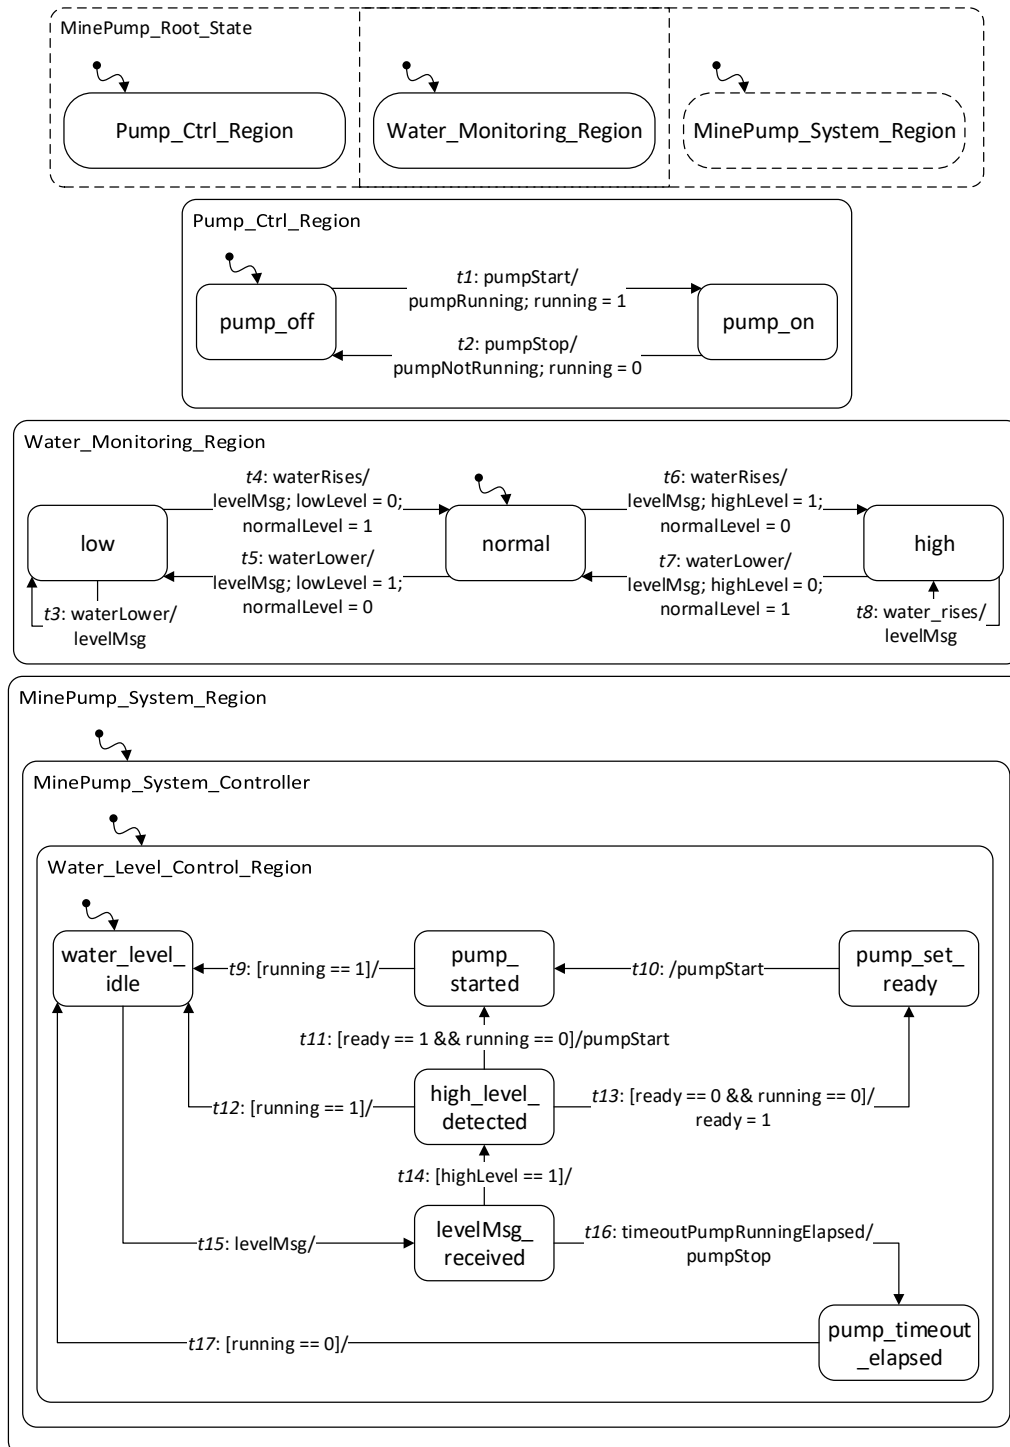 MinePump_Root_State
Pump_Ctrl_Region
Water_Monitoring_Region
MinePump_System_Region
Pump_Ctrl_Region
pump_off
t1: pumpStart/
pumpRunning; running = 1
t2: pumpStop/
pumpNotRunning; running = 0
pump_on
Water_Monitoring_Region
low
t4: waterRises/
levelMsg; lowLevel = 0;
normalLevel = 1
t5: waterLower/
levelMsg; lowLevel = 1;
normalLevel = 0
t3: waterLower/
levelMsg
normal
t6: waterRises/
levelMsg; highLevel = 1;
normalLevel = 0
t7: waterLower/
levelMsg; highLevel = 0;
normalLevel = 1
high
t8: water_rises/
levelMsg
MinePump_System_Region
MinePump_System_Controller
Water_Level_Control_Region
water_level_
idle
t9: [running == 1]/
pump_
started
t10: /pumpStart
pump_set_
ready
t11: [ready == 1 && running == 0]/pumpStart
t12: [running == 1]/
high_level_
detected
t13: [ready == 0 && running == 0]/
ready = 1
t14: [highLevel == 1]/
t15: levelMsg/
levelMsg_
received
t16: timeoutPumpRunningElapsed/
pumpStop
t17: [running == 0]/
pump_timeout
_elapsed